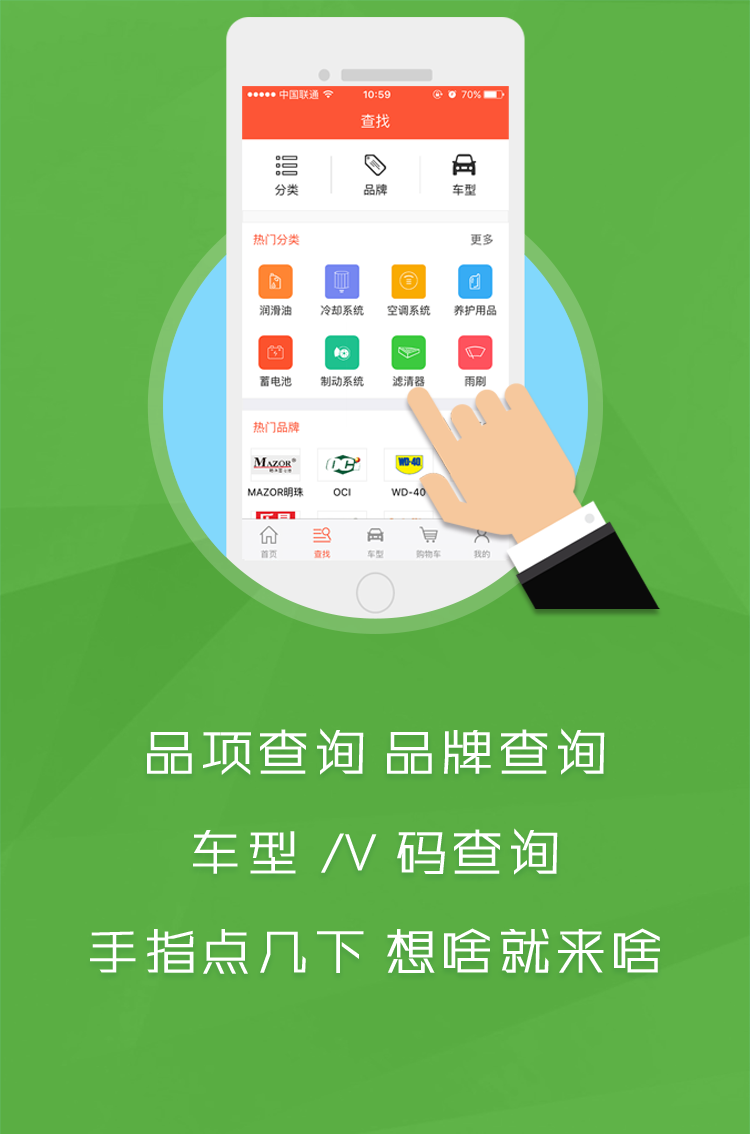 中国联通 10:59 70%
查找
分类 品牌 车型
热门分类 更多
润滑油 冷却系统 空调系统 养护用品
蓄电池 制动系统 滤清器 雨刷
热门品牌
MAZOR® OCI WD-40
MAZOR明珠 OCI WD-40
首页 查找 车型 购物车 我的
品项查询 品牌查询
车型 /V 码查询
手指点几下 想啥就来啥